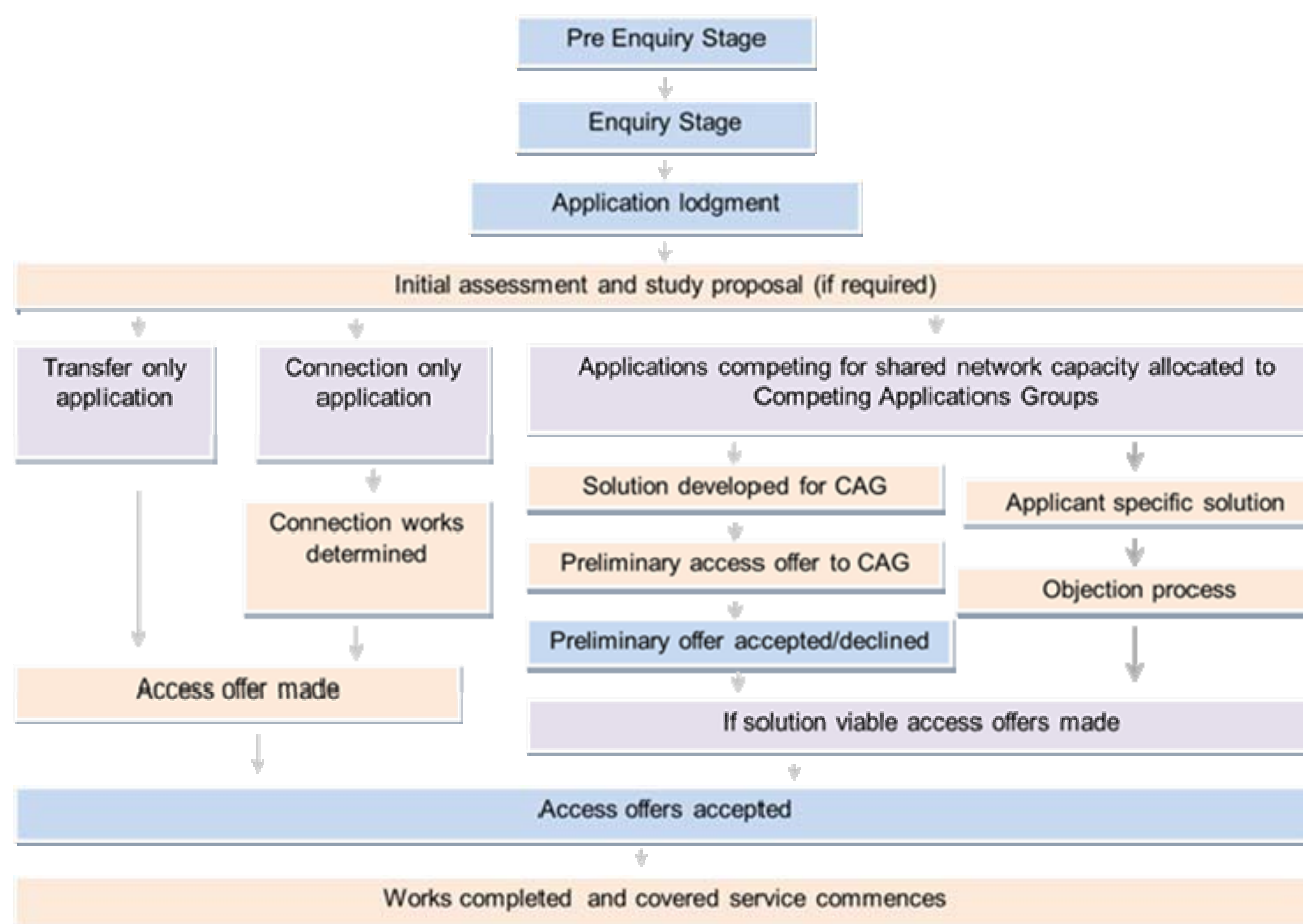 Pre Enquiry Stage
Enquiry Stage
Application lodgment
Initial assessment and study proposal (if required)
Transfer only
application
Connection only
application
Applications competing for shared network capacity allocated to
Competing Applications Groups
Connection works
determined
Solution developed for CAG
Preliminary access offer to CAG
Preliminary offer accepted/declined
Applicant specific solution
Objection process
Access offer made
If solution viable access offers made
Access offers accepted
Works completed and covered service commences